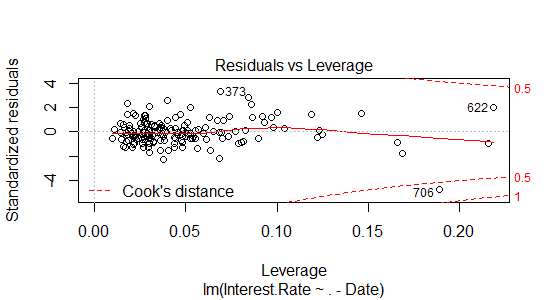 Residuals vs Leverage
Standardized residuals
4
2
0
-4
373
622
706
0.5
0.5
1
Cook's distance
0.00 0.05 0.10 0.15 0.20
Leverage
lm(Interest.Rate ~ . - Date)